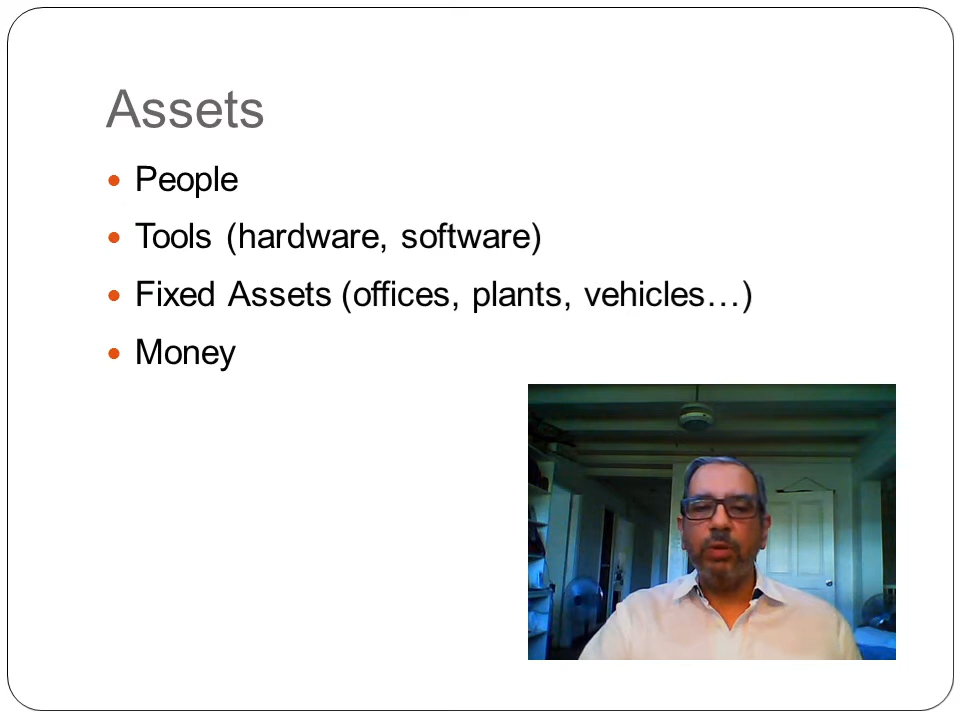 Assets
People
Tools (hardware, software)
Fixed Assets (offices, plants, vehicles…)
Money